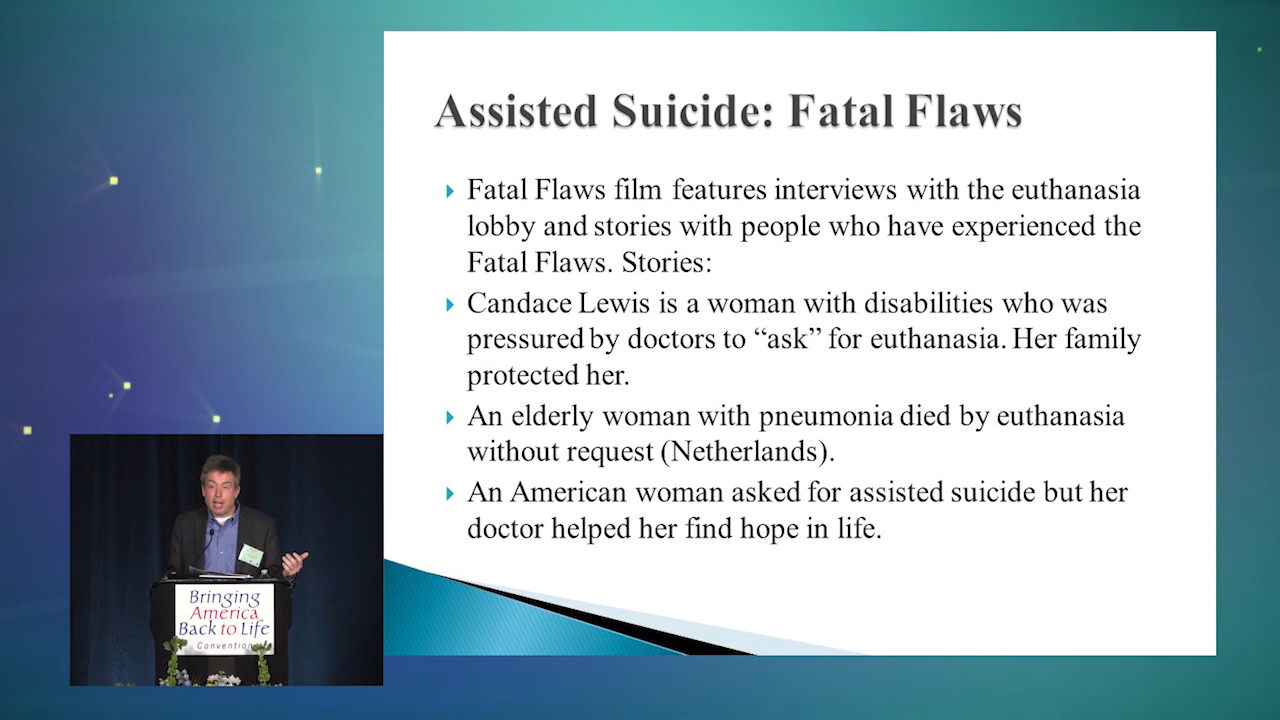 Assisted Suicide: Fatal Flaws
Fatal Flaws film features interviews with the euthanasia
lobby and stories with people who have experienced the
Fatal Flaws. Stories:
Candace Lewis is a woman with disabilities who was
pressured by doctors to “ask” for euthanasia. Her family
protected her.
An elderly woman with pneumonia died by euthanasia
without request (Netherlands).
An American woman asked for assisted suicide but her
doctor helped her find hope in life.
Bringing
America
Back to Life
Convention